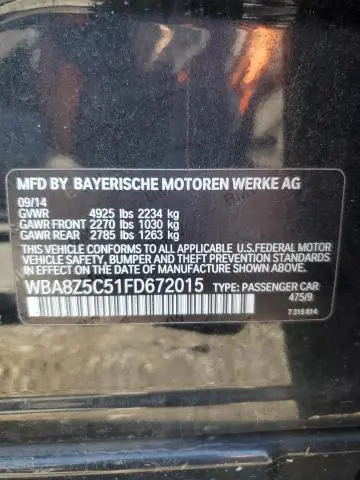 MFD BY BAYERISCHE MOTOREN WERKE AG
09/14
GVWR 4925 lbs 2234 kg
GAWR FRONT 2270 lbs 1030 kg
GAWR REAR 2785 lbs 1263 kg
THIS VEHICLE CONFORMS TO ALL APPLICABLE U.S. FEDERAL MOTOR
VEHICLE SAFETY, BUMPER, AND THEFT PREVENTION STANDARDS
IN EFFECT ON THE DATE OF MANUFACTURE SHOWN ABOVE.
WBA8Z5C51FD672015 TYPE: PASSENGER CAR
475/9
7 315 814